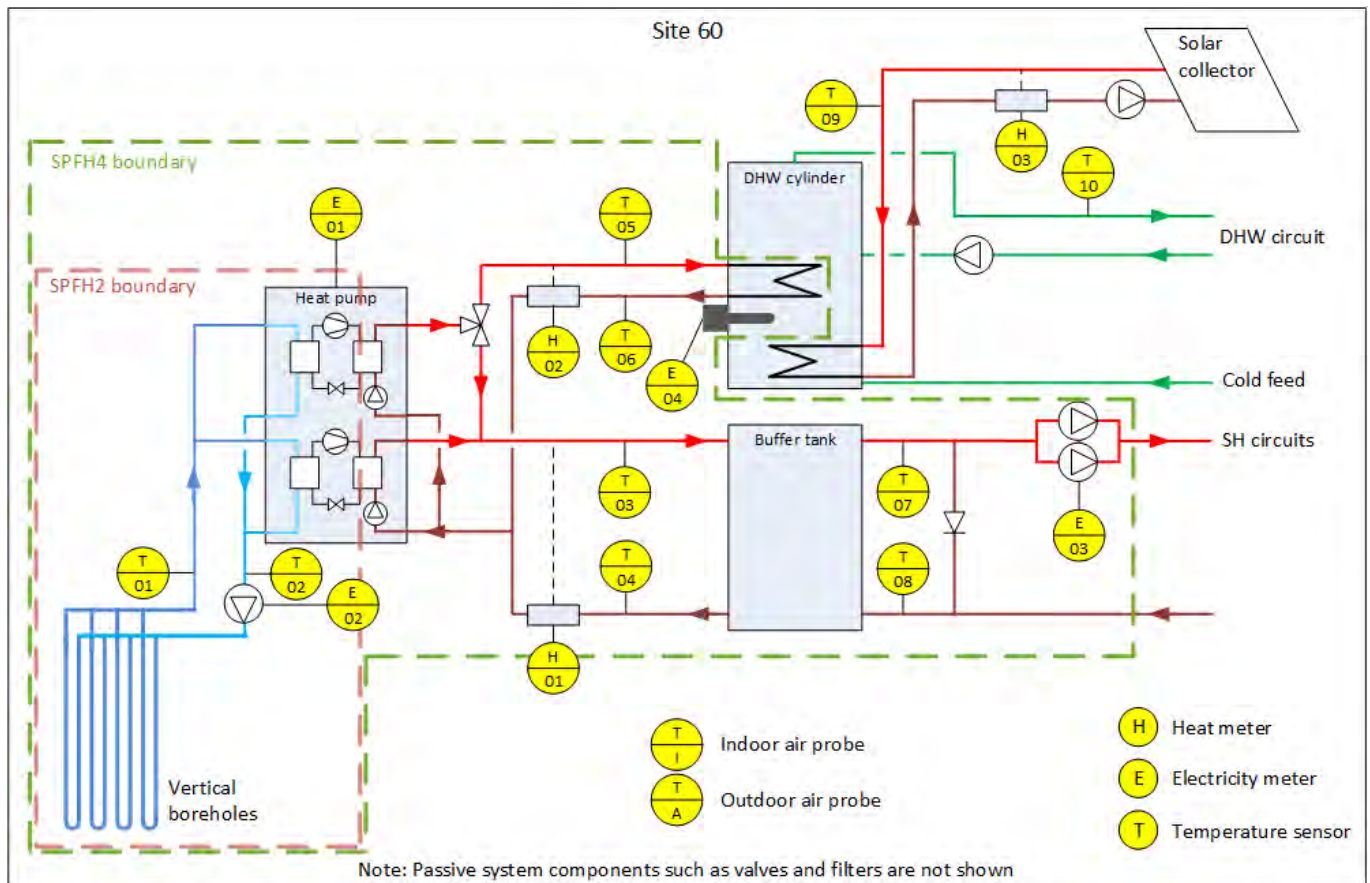 Site 60
Solar
collector
T
09
H
03
SPFH4 boundary
DHW cylinder
T
10
E
01
T
05
DHW circuit
SPFH2 boundary
Heat pump
H
02
T
06
E
04
Cold feed
Buffer tank
SH circuits
T
03
T
07
E
03
T
01
T
02
T
04
T
08
E
02
H
01
T
I
Indoor air probe
H
Heat meter
Vertical
boreholes
T
A
Outdoor air probe
E
Electricity meter
T
Temperature sensor
Note: Passive system components such as valves and filters are not shown